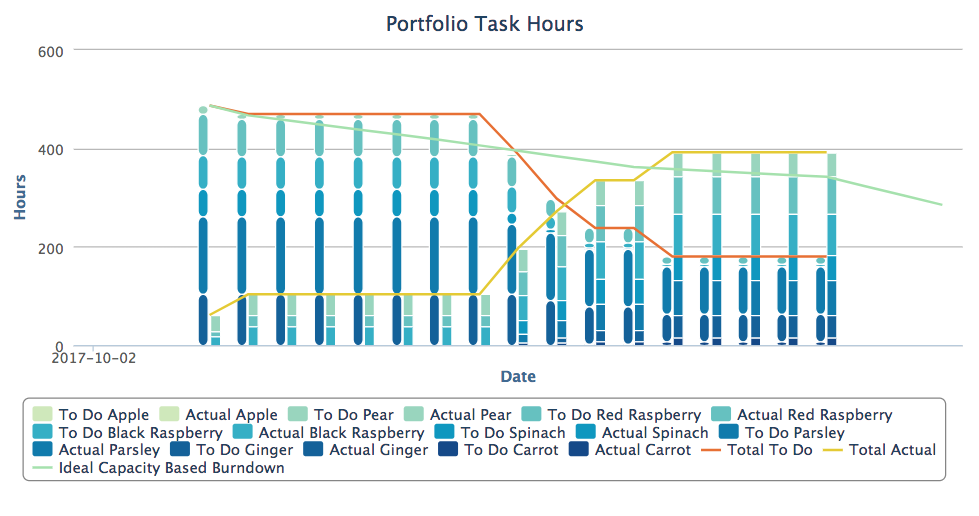 Portfolio Task Hours
600
400
200
0
Hours
2017-10-02
Date
To Do Apple Actual Apple To Do Pear Actual Pear To Do Red Raspberry Actual Red Raspberry
To Do Black Raspberry Actual Black Raspberry To Do Spinach Actual Spinach To Do Parsley
Actual Parsley To Do Ginger Actual Ginger To Do Carrot Actual Carrot Total To Do Total Actual
Ideal Capacity Based Burndown